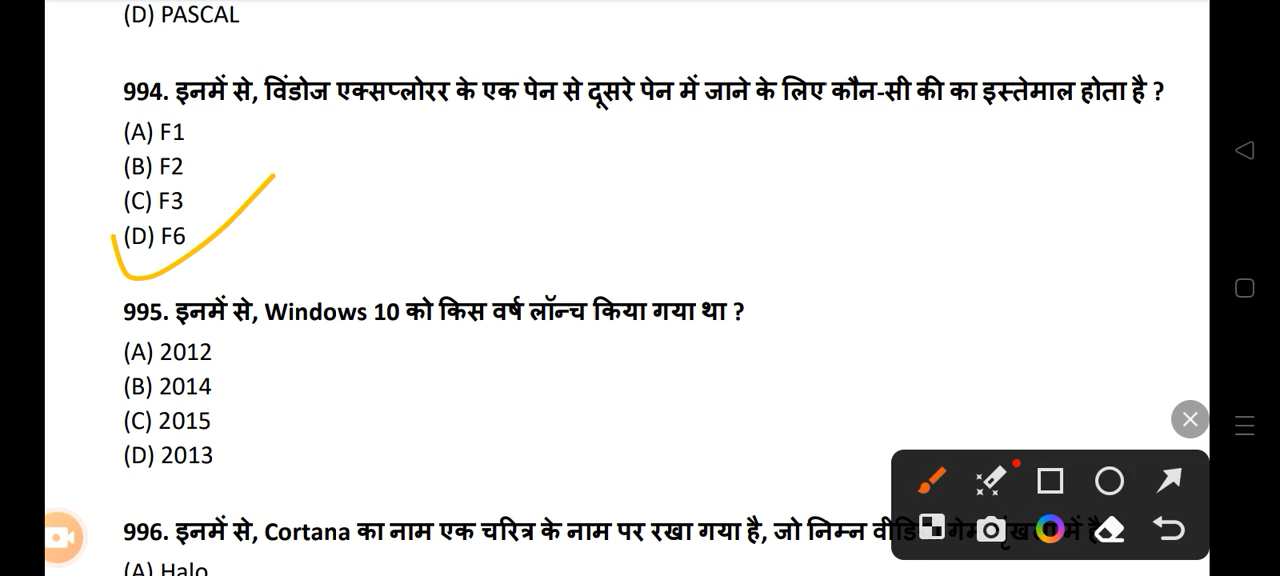 (D) PASCAL
994. इनमें से, विंडोज एक्सप्लोरर के एक पेन से दूसरे पेन में जाने के लिए कौन-सी की का इस्तेमाल होता है ?
(A) F1
(B) F2
(C) F3
(D) F6
995. इनमें से, Windows 10 को किस वर्ष लॉन्च किया गया था ?
(A) 2012
(B) 2014
(C) 2015
(D) 2013
996. इनमें से, Cortana का नाम एक चरित्र के नाम पर रखा गया है, जो निम्न में है
(A) Halo